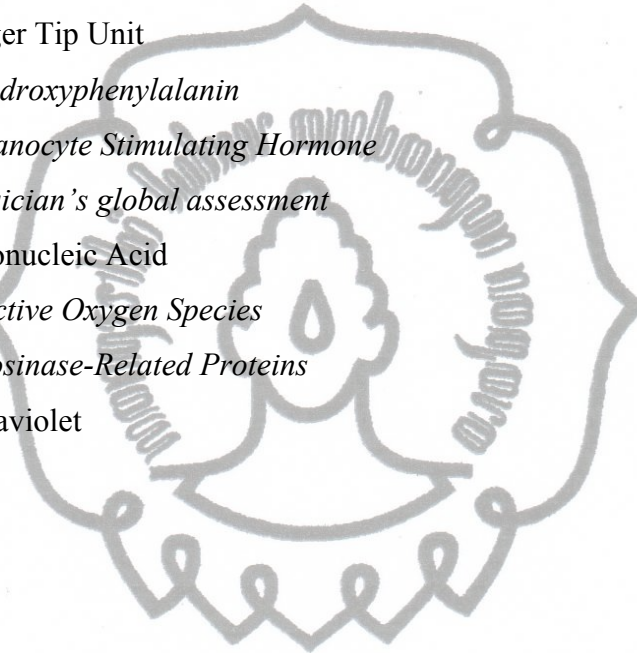 ger Tip Unit
droxyphenylalanin
anocyte Stimulating Hormone
ician’s global assessment
onucleic Acid
ctive Oxygen Species
osinase-Related Proteins
aviolet